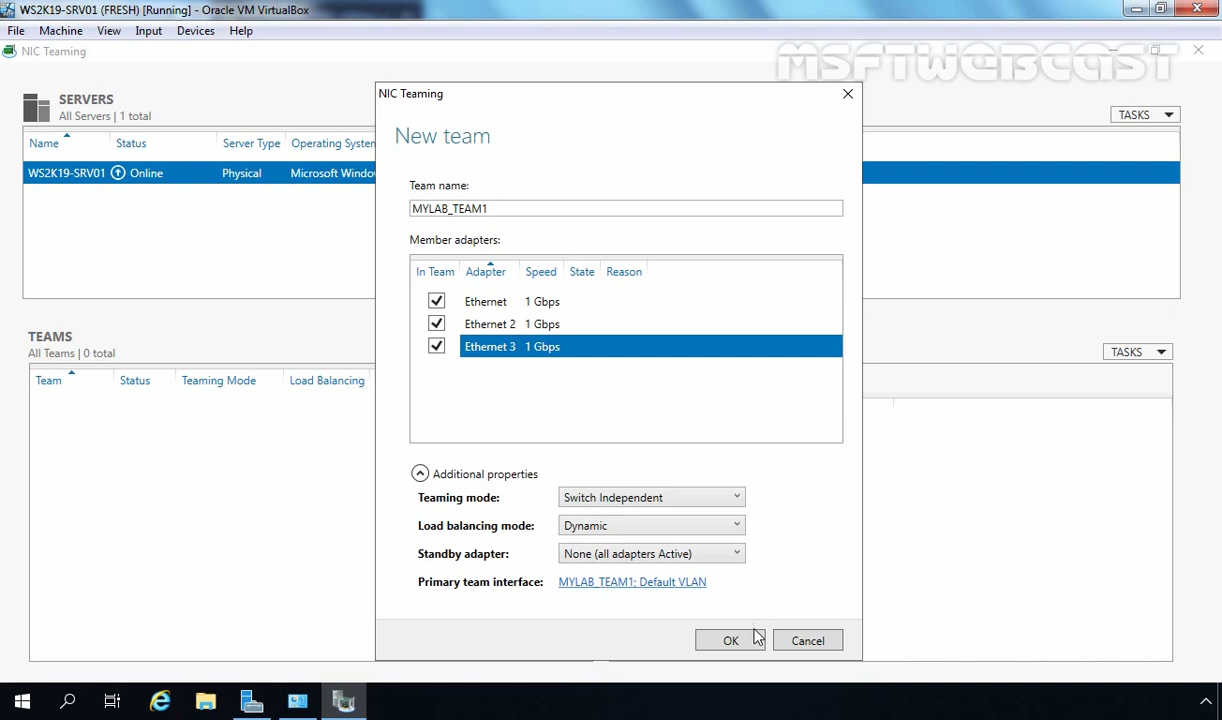 WS2K19-SRV01 (FRESH) [Running] - Oracle VM VirtualBox
File Machine View Input Devices Help
NIC Teaming
MSFTWEBCAST
SERVERS
All Servers | 1 total
TASKS
Name Status Server Type Operating System
WS2K19-SRV01 Online Physical Microsoft Windo
NIC Teaming
New team
Team name:
MYLAB_TEAM1
Member adapters:
In Team Adapter Speed State Reason
Ethernet 1 Gbps
Ethernet 2 1 Gbps
Ethernet 3 1 Gbps
Additional properties
Teaming mode: Switch Independent
Load balancing mode: Dynamic
Standby adapter: None (all adapters Active)
Primary team interface: MYLAB_TEAM1; Default VLAN
OK Cancel
TEAMS
All Teams | 0 total
TASKS
Team Status Teaming Mode Load Balancing